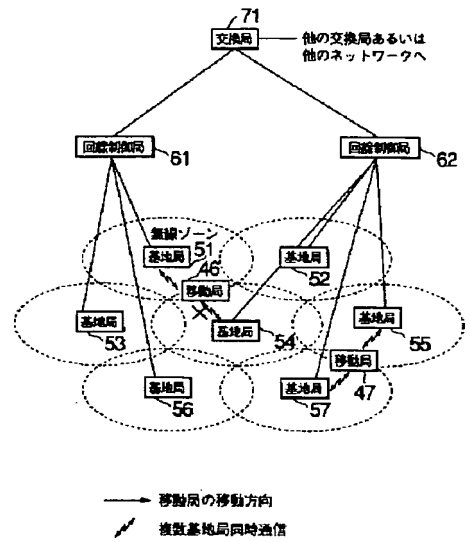 71
交換局
他の交換局あるいは
他のネットワークへ
回線制御局
61
回線制御局
62
無線ゾーン
51
基地局
46
移動局
基地局
52
基地局
53
基地局
54
基地局
55
移動局
47
基地局
56
基地局
57
移動局の移動方向
複数基地局同時通信